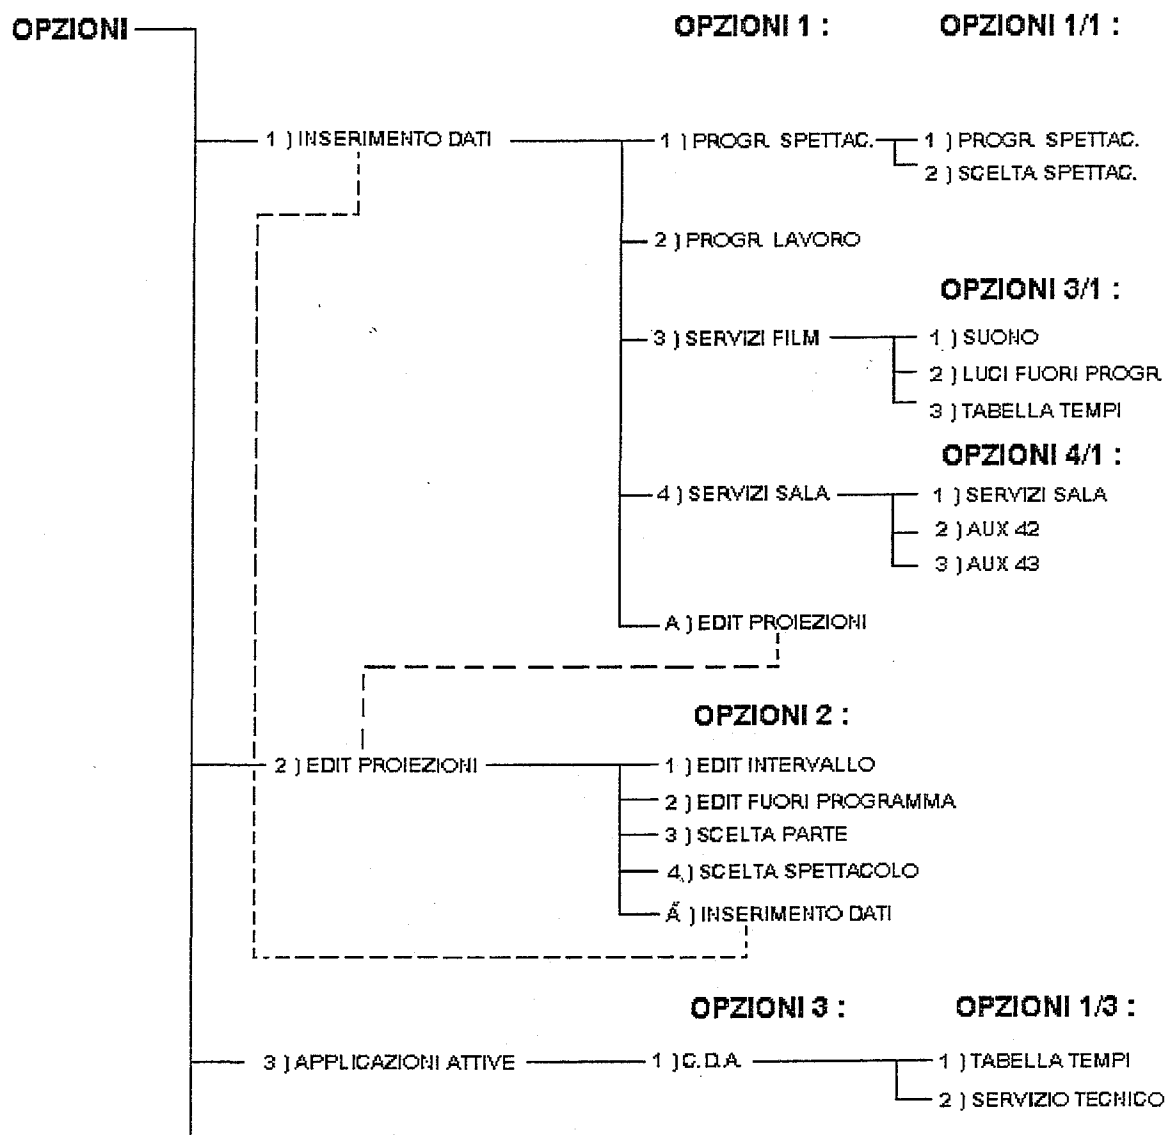 OPZIONI
OPZIONI 1 :
OPZIONI 1/1 :
1 ) INSERIMENTO DATI
1 ) PROGR. SPETTAC.
1 ) PROGR. SPETTAC.
2 ) SCELTA SPETTAC.
2 ) PROGR. LAVORO
OPZIONI 3/1 :
3 ) SERVIZI FILM
1 ) SUONO
2 ) LUCI FUORI PROGR.
3 ) TABELLA TEMPI
OPZIONI 4/1 :
4 ) SERVIZI SALA
1 ) SERVIZI SALA
2 ) AUX 42
3 ) AUX 43
A ) EDIT PROIEZIONI
OPZIONI 2 :
2 ) EDIT PROIEZIONI
1 ) EDIT INTERVALLO
2 ) EDIT FUORI PROGRAMMA
3 ) SCELTA PARTE
4 ) SCELTA SPETTACOLO
A ) INSERIMENTO DATI
OPZIONI 3 :
OPZIONI 1/3 :
3 ) APPLICAZIONI ATTIVE
1 ) C.D.A.
1 ) TABELLA TEMPI
2 ) SERVIZIO TECNICO